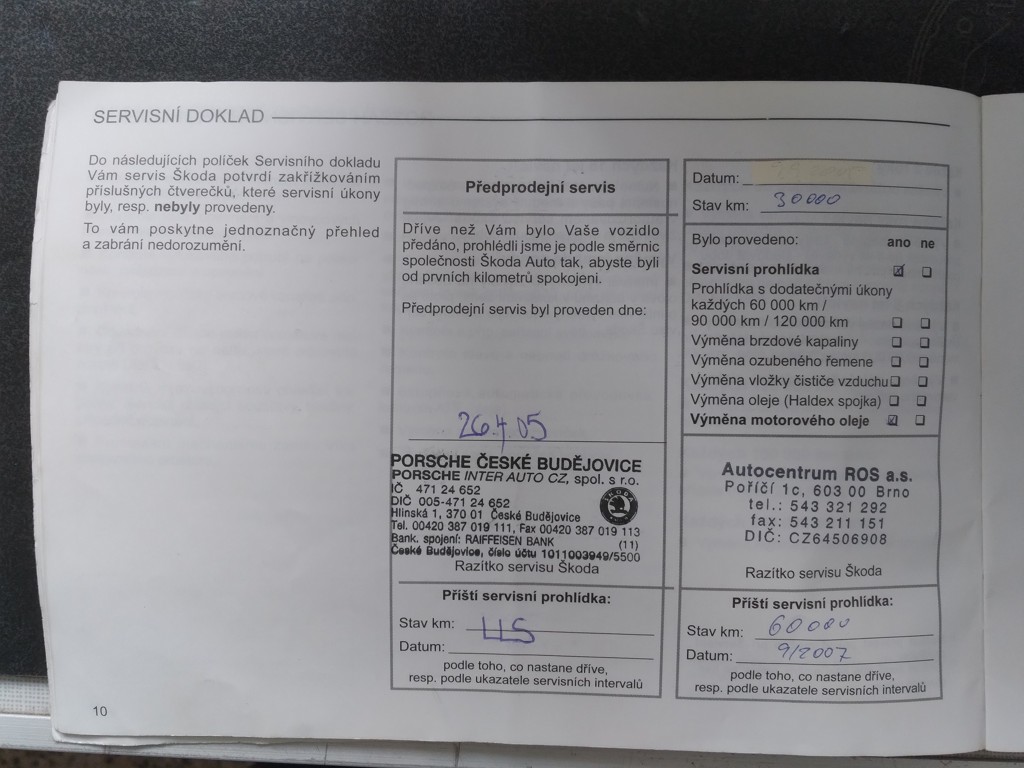 SERVISNÍ DOKLAD
Do následujících políček Servisního dokladu
Vám servis Škoda potvrdí zakřížkováním
příslušných čtverečků, které servisní úkony
byly, resp. nebyly provedeny.
To vám poskytne jednoznačný přehled
a zabrání nedorozumění.
Předprodejní servis
Dříve než Vám bylo Vaše vozidlo
předáno, prohlédli jsme je podle směrnic
společnosti Škoda Auto tak, abyste byli
od prvních kilometrů spokojeni.
Předprodejní servis byl proveden dne:
26.4.05
PORSCHE ČESKÉ BUDĚJOVICE
PORSCHE INTER AUTO CZ, spol. s r.o.
IČ 471 24 652
DIČ 005-471 24 652
Hlinská 1, 370 01 České Budějovice
Tel. 00420 387 019 111, Fax 00420 387 019 113
Bank. spojení: RAIFFEISEN BANK (11)
České Budějovice, číslo účtu 1011003949/5500
ŠKODA
Razítko servisu Škoda
Příští servisní prohlídka:
Stav km:
Datum:
podle toho, co nastane dříve,
resp. podle ukazatele servisních intervalů
Datum:
Stav km: 30000
Bylo provedeno: ano ne
Servisní prohlídka
Prohlídka s dodatečnými úkony
každých 60 000 km /
90 000 km / 120 000 km
Výměna brzdové kapaliny
Výměna ozubeného řemene
Výměna vložky čističe vzduchu
Výměna oleje (Haldex spojka)
Výměna motorového oleje
Autocentrum ROS a.s.
Poříčí 1c, 603 00 Brno
tel.: 543 321 292
fax: 543 211 151
DIČ: CZ64506908
Razítko servisu Škoda
Příští servisní prohlídka:
Stav km: 60000
Datum: 9/2007
podle toho, co nastane dříve,
resp. podle ukazatele servisních intervalů
10